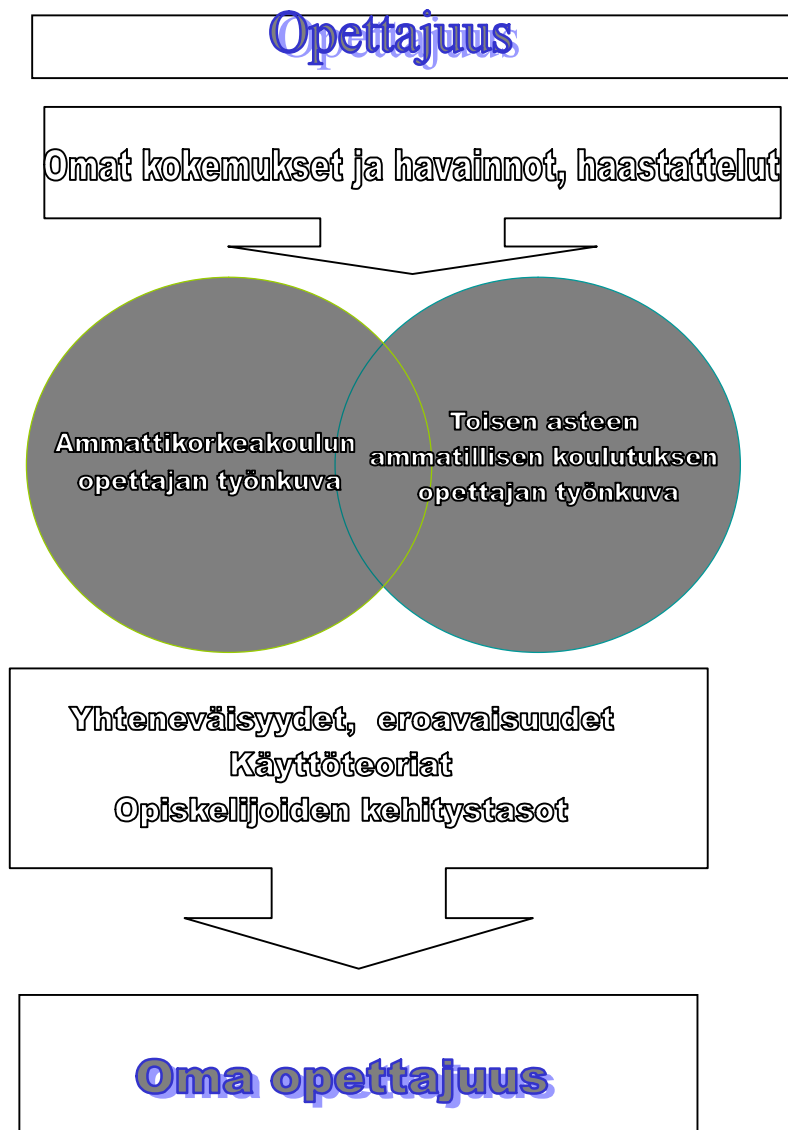 Opettajuus
Omat kokemukset ja havainnot, haastattelut
Ammattikorkeakoulun
opettajan työnkuva
Toisen asteen
ammatillisen koulutuksen
opettajan työnkuva
Yhteneväisyydet, eroavaisuudet
Käyttöteoriat
Opiskelijoiden kehitystasot
Oma opettajuus